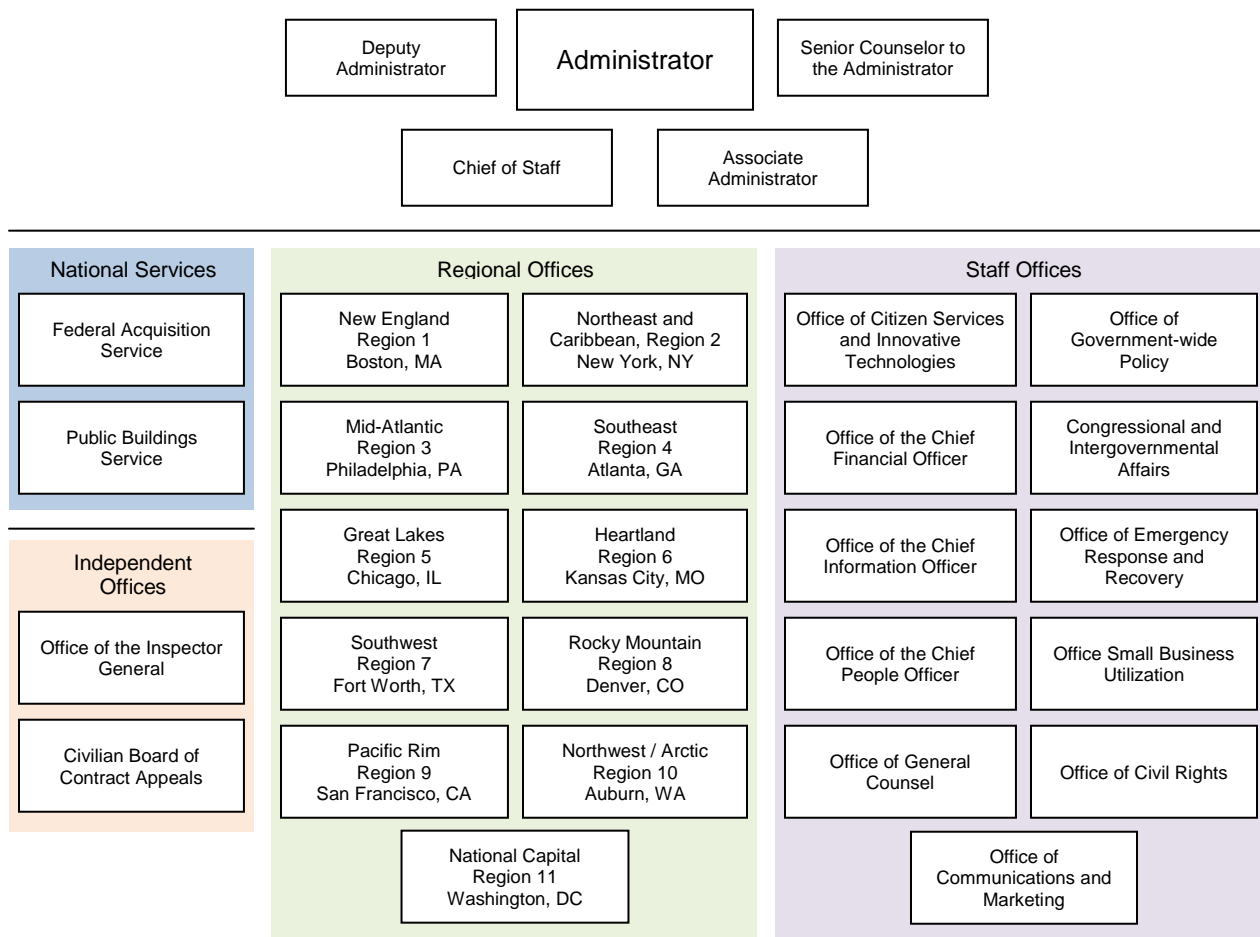 Deputy
Administrator
Administrator
Senior Counselor to
the Administrator
Chief of Staff
Associate
Administrator
National Services
Federal Acquisition
Service
Public Buildings
Service
Independent
Offices
Office of the Inspector
General
Civilian Board of
Contract Appeals
Regional Offices
New England
Region 1
Boston, MA
Northeast and
Caribbean, Region 2
New York, NY
Mid-Atlantic
Region 3
Philadelphia, PA
Southeast
Region 4
Atlanta, GA
Great Lakes
Region 5
Chicago, IL
Heartland
Region 6
Kansas City, MO
Southwest
Region 7
Fort Worth, TX
Rocky Mountain
Region 8
Denver, CO
Pacific Rim
Region 9
San Francisco, CA
Northwest / Arctic
Region 10
Auburn, WA
National Capital
Region 11
Washington, DC
Staff Offices
Office of Citizen Services
and Innovative
Technologies
Office of
Government-wide
Policy
Office of the Chief
Financial Officer
Congressional and
Intergovernmental
Affairs
Office of the Chief
Information Officer
Office of Emergency
Response and
Recovery
Office of the Chief
People Officer
Office Small Business
Utilization
Office of General
Counsel
Office of Civil Rights
Office of
Communications and
Marketing